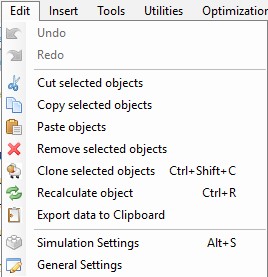 Edit Insert Tools Utilities Optimization
Undo
Redo
Cut selected objects
Copy selected objects
Paste objects
Remove selected objects
Clone selected objects Ctrl+Shift+C
Recalculate object Ctrl+R
Export data to Clipboard
Simulation Settings Alt+S
General Settings